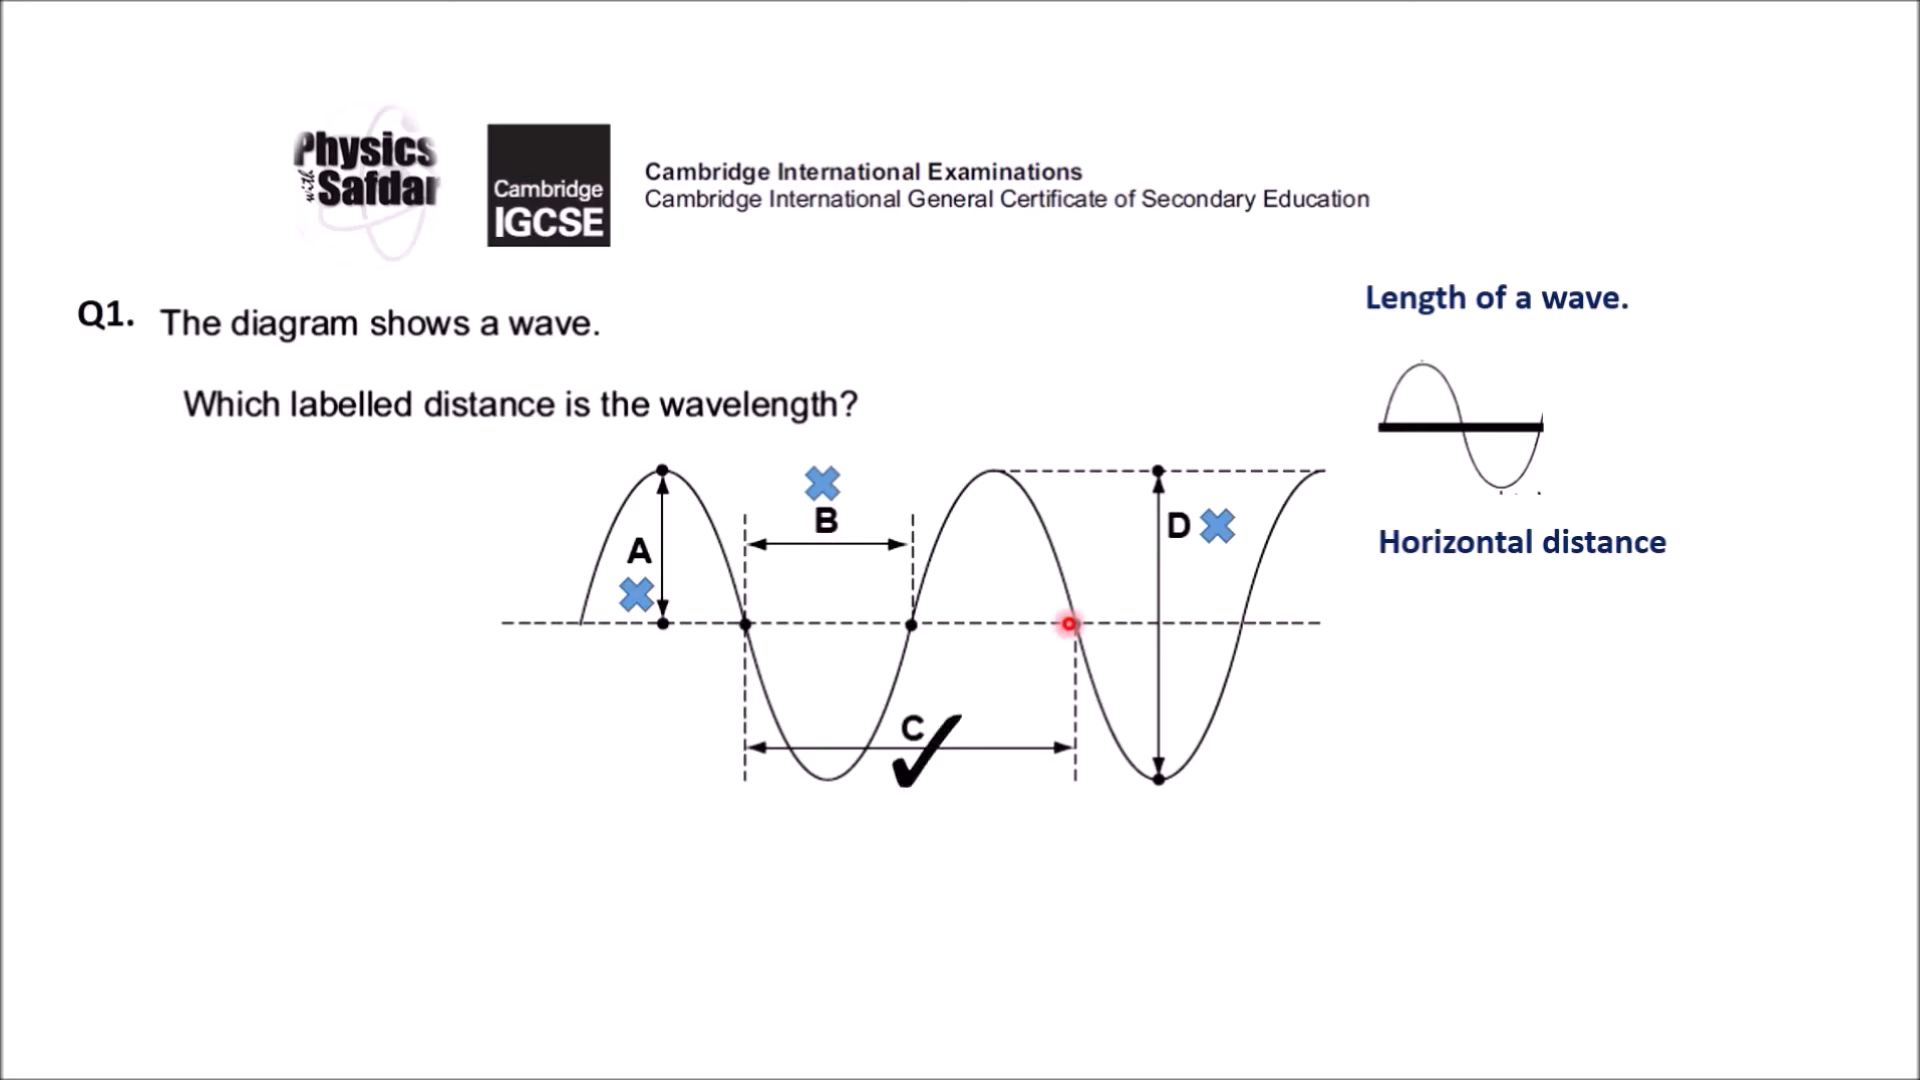 Physics
with
Safdar
Cambridge
IGCSE
Cambridge International Examinations
Cambridge International General Certificate of Secondary Education
Q1. The diagram shows a wave.
Which labelled distance is the wavelength?
Length of a wave.
Horizontal distance
A
B
C
D